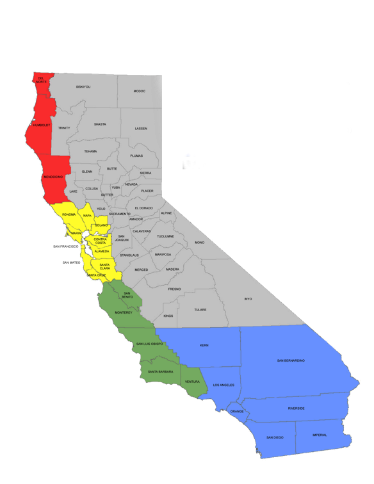 DEL NORTE
SISKIYOU
MODOC
HUMBOLDT
TRINITY
SHASTA
LASSEN
TEHAMA
PLUMAS
MENDOCINO
GLENN
BUTTE
SIERRA
LAKE
COLUSA
SUTTER
YUBA
NEVADA
PLACER
SONOMA
NAPA
YOLO
SACRAMENTO
EL DORADO
AMADOR
ALPINE
MARIN
SOLANO
CONTRA COSTA
SAN JOAQUIN
CALAVERAS
TUOLUMNE
MONO
SAN FRANCISCO
ALAMEDA
STANISLAUS
MARIPOSA
SAN MATEO
SANTA CLARA
SANTA CRUZ
MERCED
MADERA
FRESNO
SAN BENITO
MONTEREY
KINGS
TULARE
INYO
SAN LUIS OBISPO
KERN
SAN BERNARDINO
SANTA BARBARA
VENTURA
LOS ANGELES
ORANGE
RIVERSIDE
SAN DIEGO
IMPERIAL